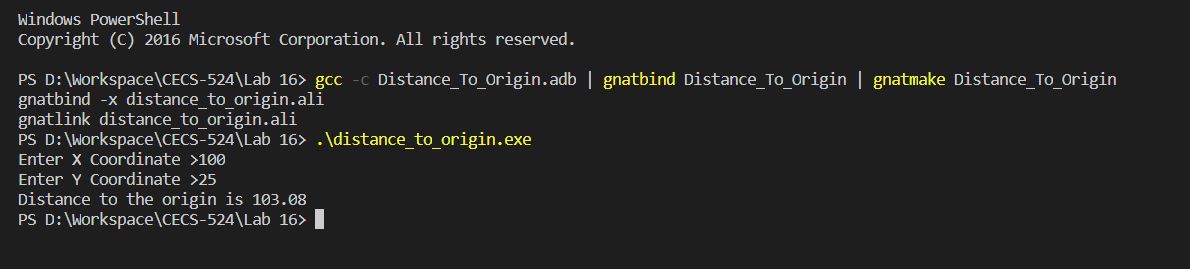 Windows PowerShell
Copyright (C) 2016 Microsoft Corporation. All rights reserved.
PS D:\Workspace\CECS-524\Lab 16> gcc -c Distance_To_Origin.adb | gnatbind Distance_To_Origin | gnatmake Distance_To_Origin
gnatbind -x distance_to_origin.ali
gnatlink distance_to_origin.ali
PS D:\Workspace\CECS-524\Lab 16> .\distance_to_origin.exe
Enter X Coordinate >100
Enter Y Coordinate >25
Distance to the origin is 103.08
PS D:\Workspace\CECS-524\Lab 16>